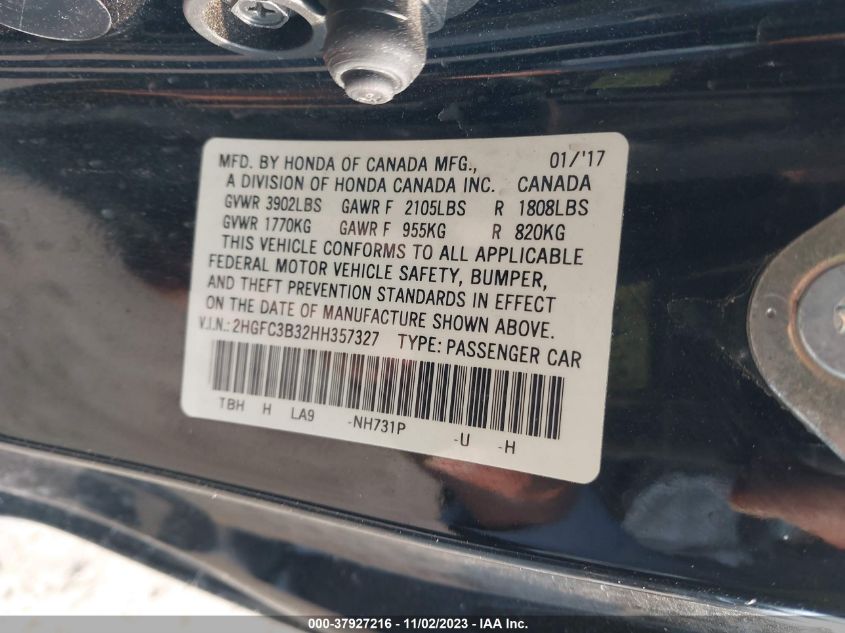 MFD. BY HONDA OF CANADA MFG., 01/'17
A DIVISION OF HONDA CANADA INC. CANADA
GVWR 3902LBS GAWR F 2105LBS R 1808LBS
GVWR 1770KG GAWR F 955KG R 820KG
THIS VEHICLE CONFORMS TO ALL APPLICABLE
FEDERAL MOTOR VEHICLE SAFETY, BUMPER,
AND THEFT PREVENTION STANDARDS IN EFFECT
ON THE DATE OF MANUFACTURE SHOWN ABOVE.
V.I.N.: 2HGFC3B32HH357327 TYPE: PASSENGER CAR
TBH H LA9 -NH731P -U -H
000-37927216 - 11/02/2023 - IAA Inc.